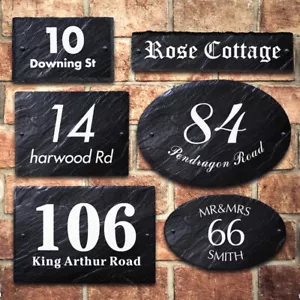 10
Downing St
Rose Cottage
14
harwood Rd
84
Pendragon Road
106
King Arthur Road
MR&MRS
66
SMITH